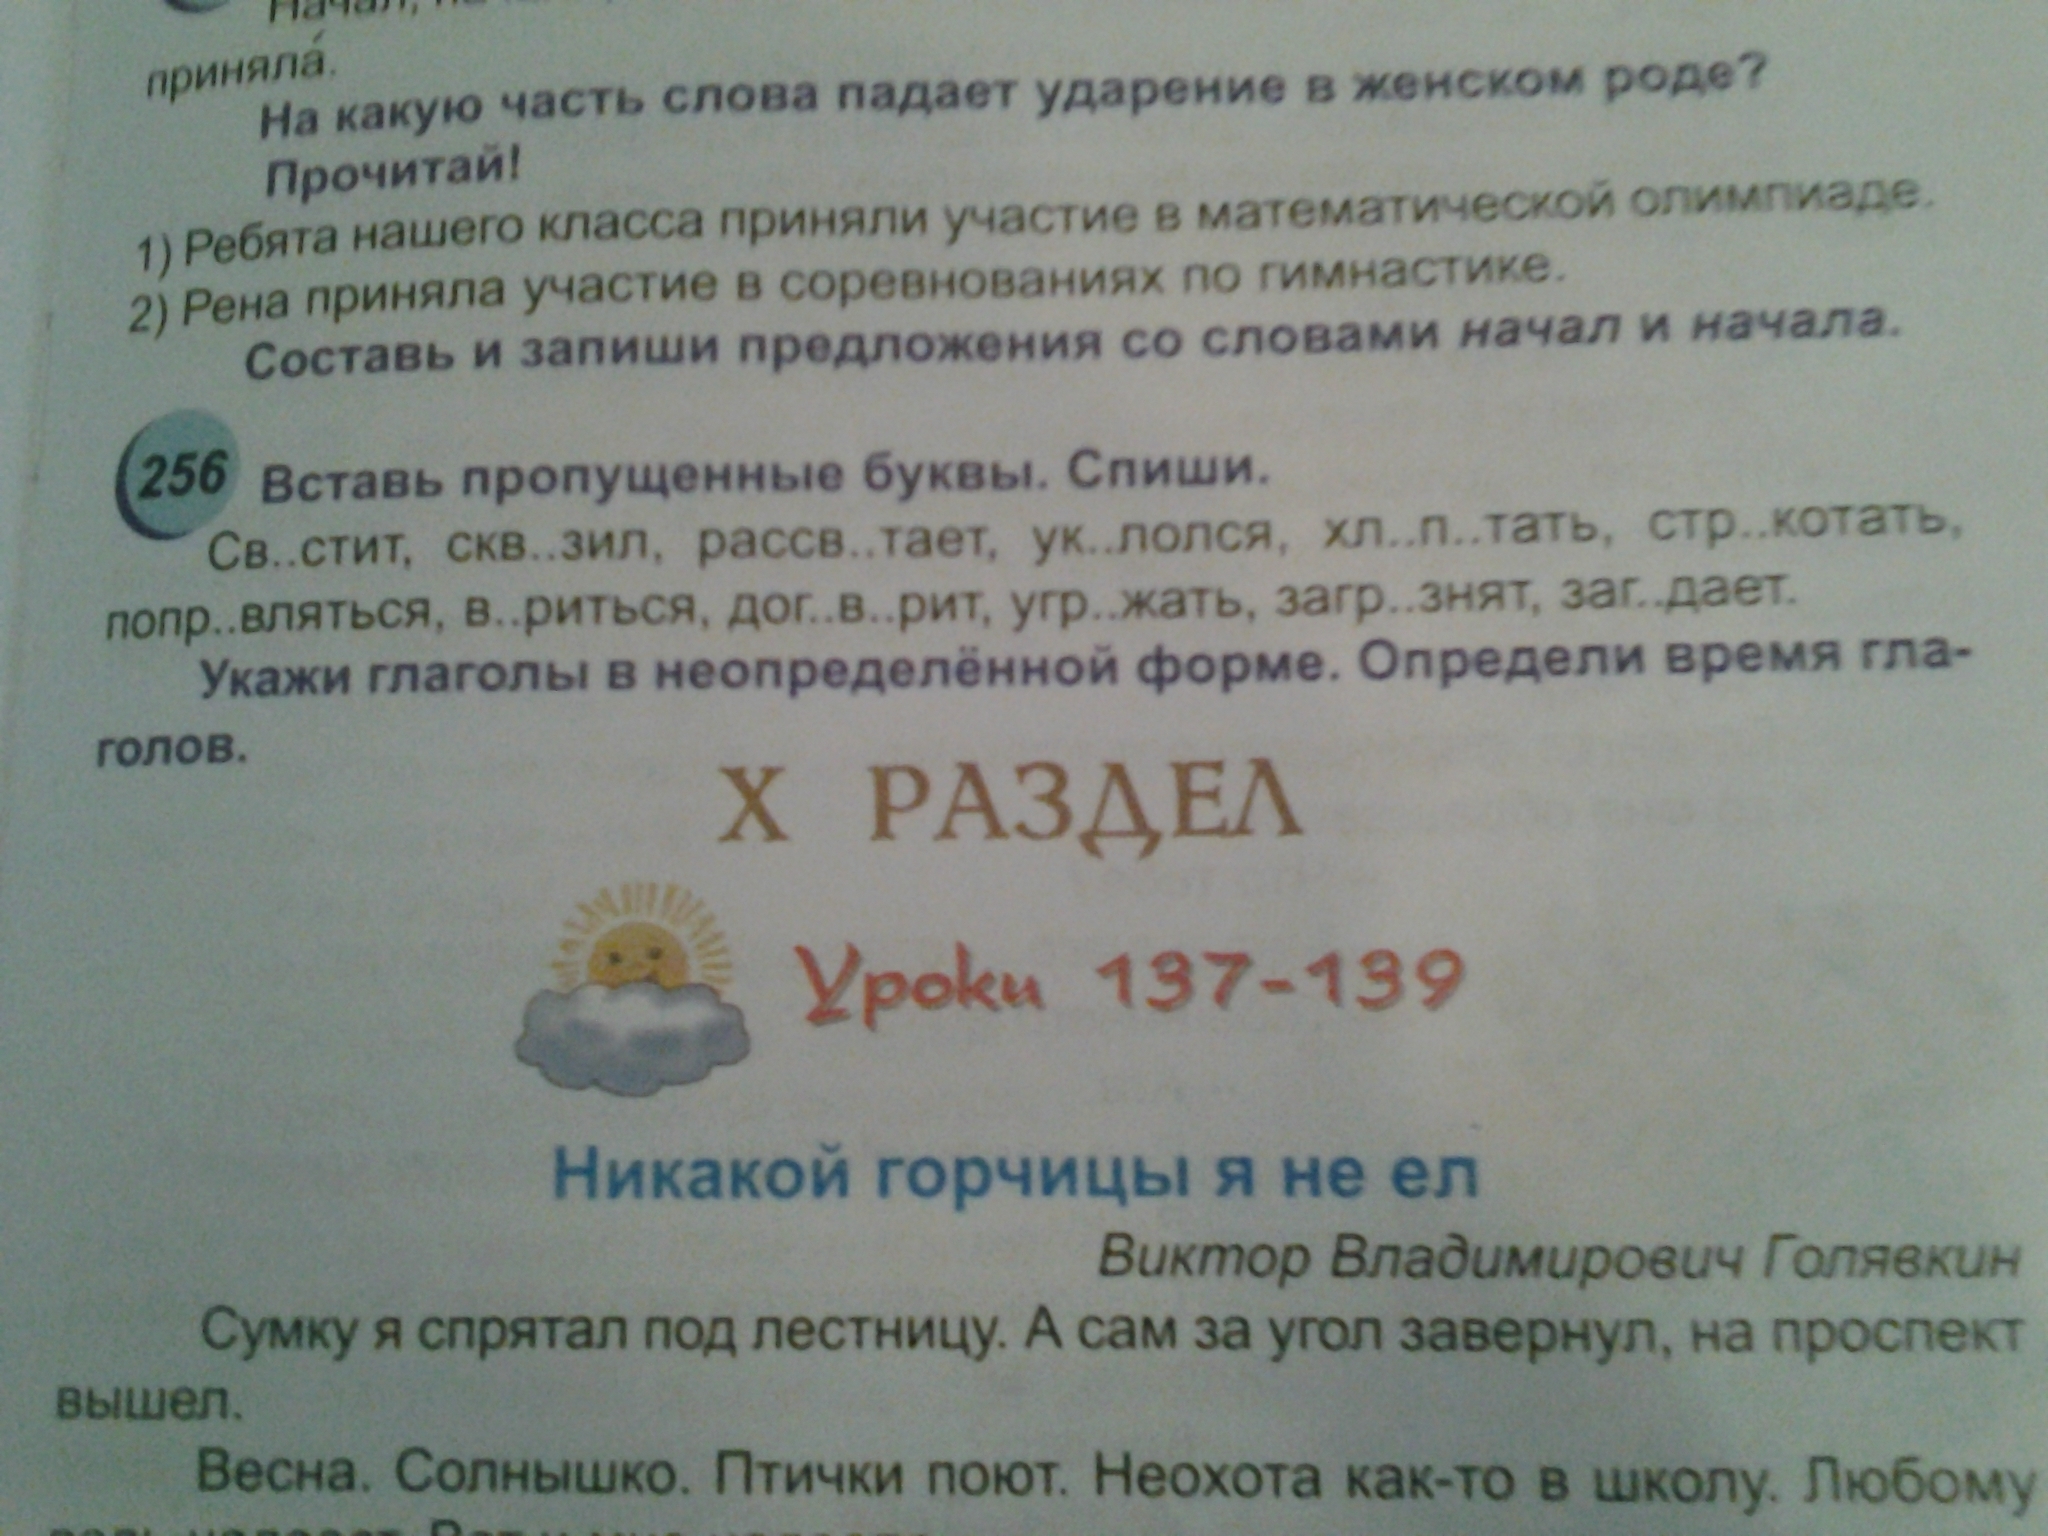 Начал,
приняла́.
На какую часть слова падает ударение в женском роде?
Прочитай!
1) Ребята нашего класса приняли участие в математической олимпиаде.
2) Рена приняла участие в соревнованиях по гимнастике.
Составь и запиши предложения со словами начал и начала.
256 Вставь пропущенные буквы. Спиши.
Св..стит, скв..зил, рассв..тает, ук..лолся, хл..п..тать, стр..котать,
попр..вляться, в..риться, дог..в..рит, угр..жать, загр..знят, заг..дает.
Укажи глаголы в неопределённой форме. Определи время гла-
голов.
X РАЗДЕЛ
Уроки 137-139
Никакой горчицы я не ел
Виктор Владимирович Голявкин
Сумку я спрятал под лестницу. А сам за угол завернул, на проспект
вышел.
Весна. Солнышко. Птички поют. Неохота как-то в школу. Любому